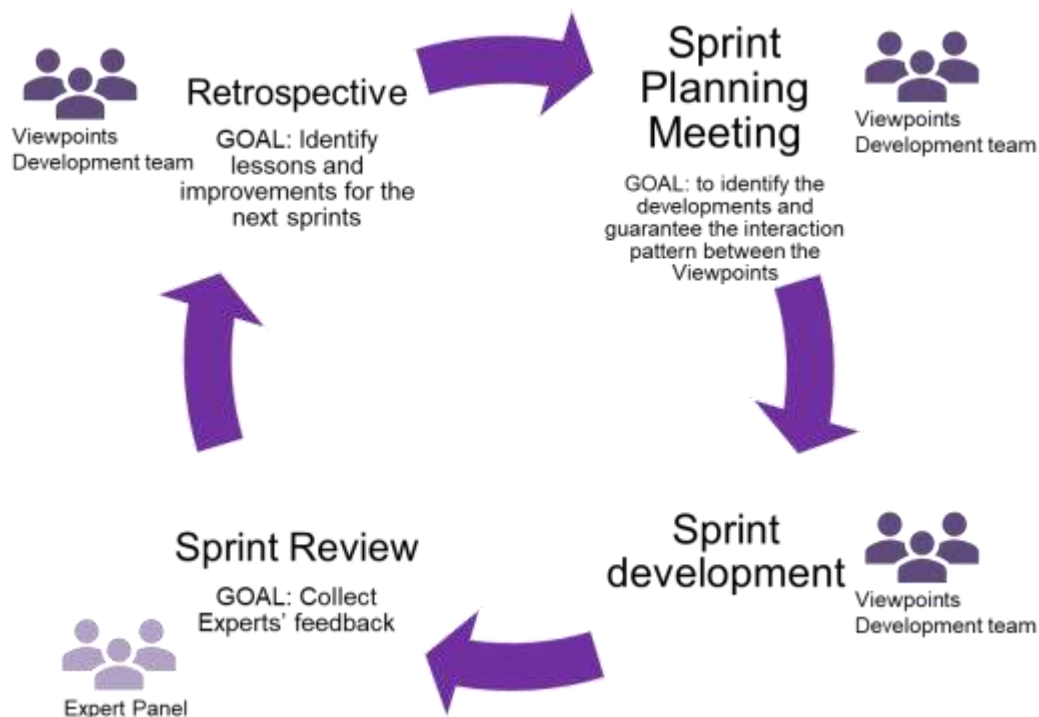 Retrospective
GOAL: Identify
lessons and
improvements for the
next sprints
Viewpoints
Development team
Sprint
Planning
Meeting
GOAL: to identify the
developments and
guarantee the interaction
pattern between the
Viewpoints
Viewpoints
Development team
Sprint
development
Viewpoints
Development team
Sprint Review
GOAL: Collect
Experts' feedback
Expert Panel